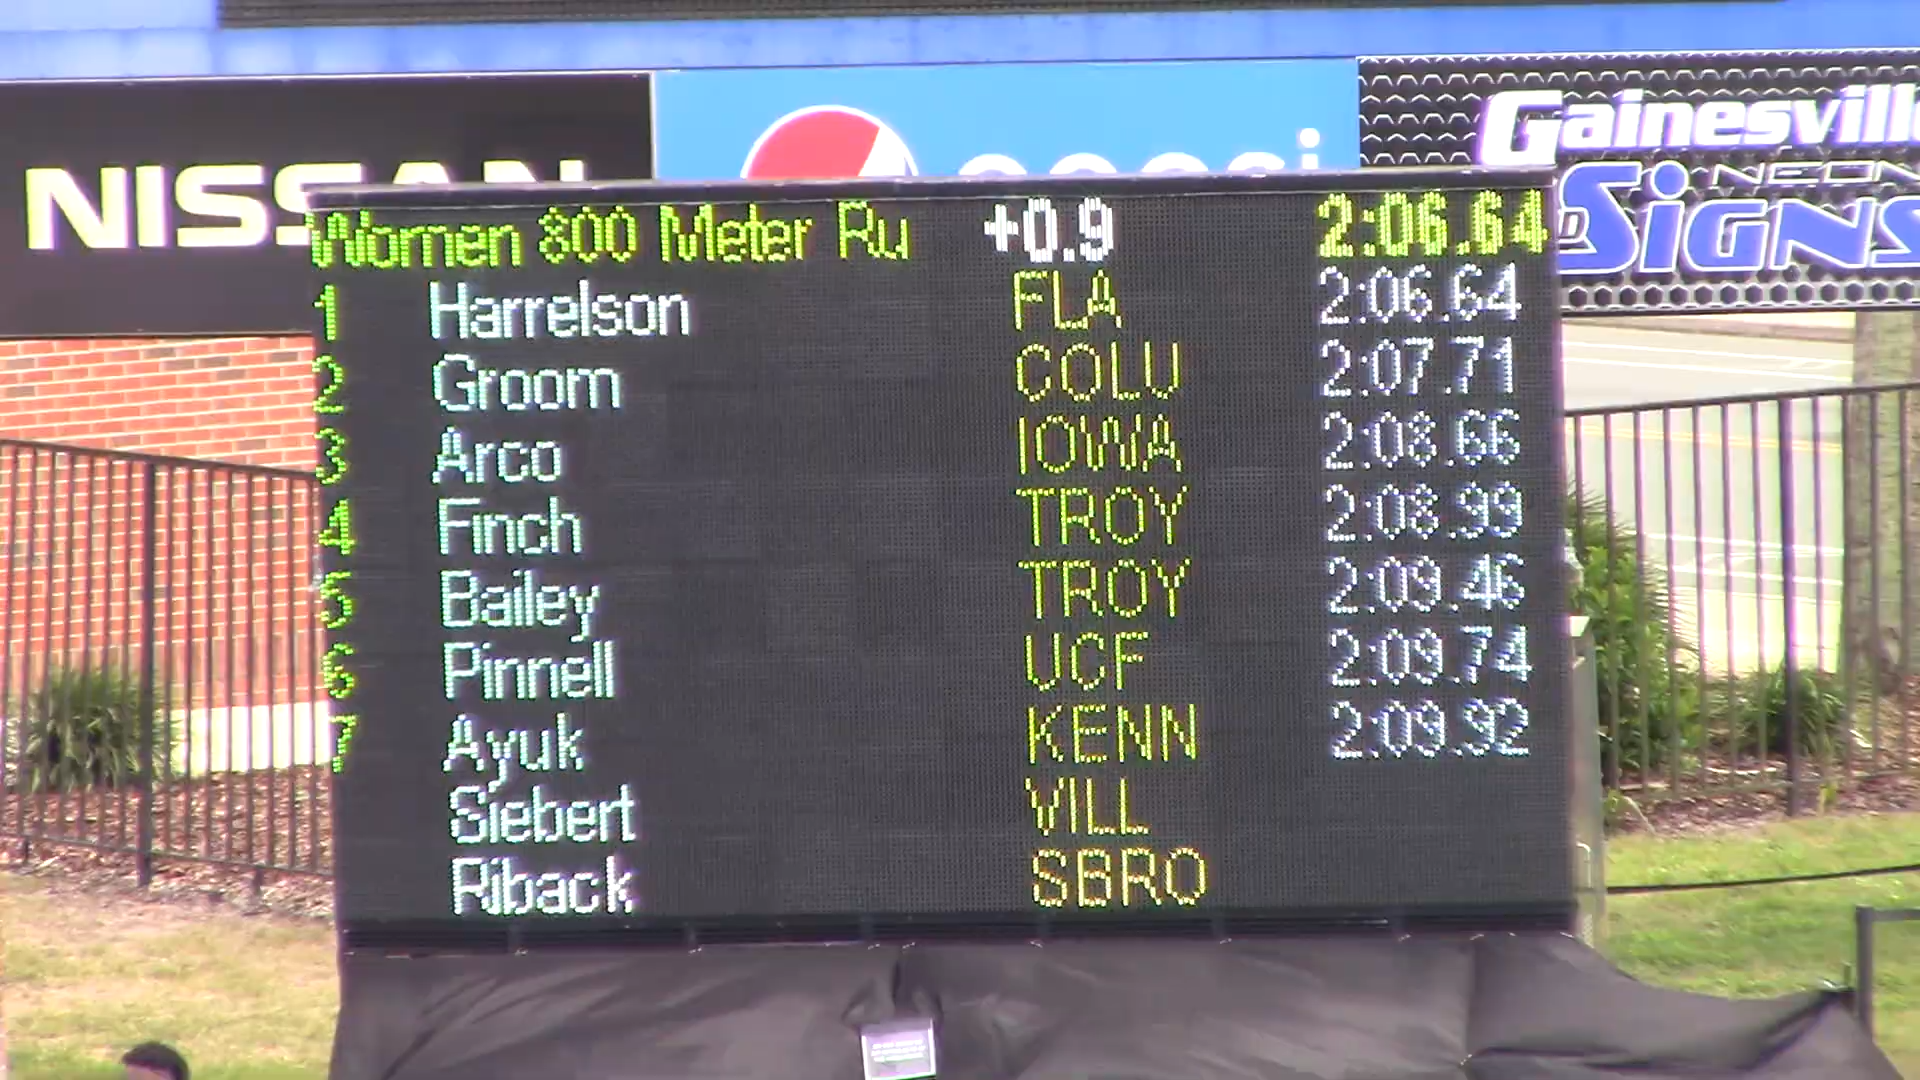 NISSAN
pepsi
Gainesvill
NEON
SIGNS
Women 800 Meter Ru +0.9 2:06.64
1 Harrelson FLA 2:06.64
2 Groom COLU 2:07.71
3 Arco IOWA 2:08.66
4 Finch TROY 2:08.99
5 Bailey TROY 2:09.46
6 Pinnell UCF 2:09.74
7 Ayuk KENN 2:09.92
Siebert VILL
Riback SBRO